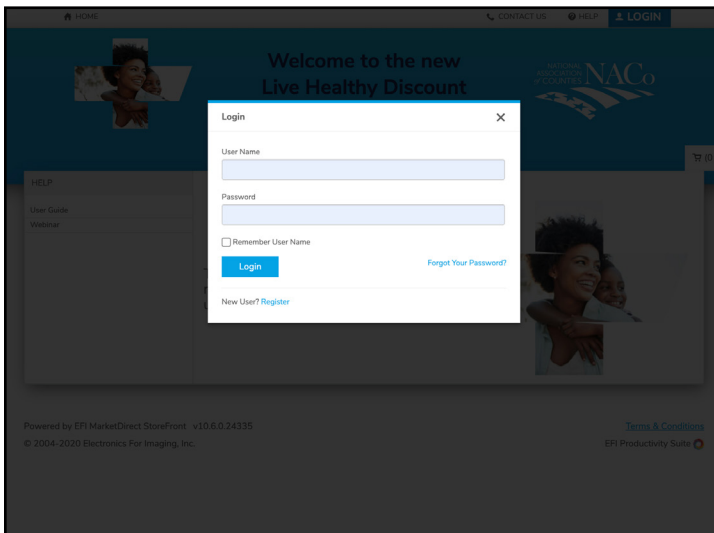 HOME
CONTACT US
HELP
LOGIN
Welcome to the new
Live Healthy Discount
NATIONAL
ASSOCIATION
of COUNTIES
NACo
(0
Login
User Name
Password
Remember User Name
Login
Forgot Your Password?
New User? Register
HELP
User Guide
Webinar
Powered by EFI MarketDirect StoreFront v10.6.0.24335
Terms & Conditions
© 2004-2020 Electronics For Imaging, Inc.
EFI Productivity Suite